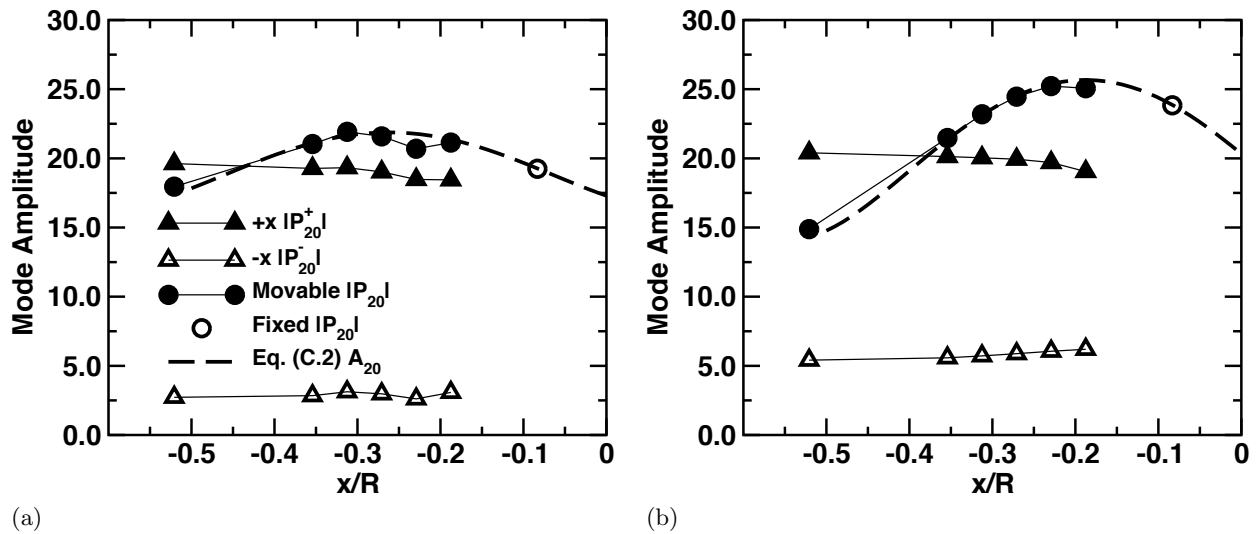 30.0
25.0
20.0
15.0
10.0
5.0
0.0
Mode Amplitude
+x |P₂₀⁺|
-x |P₂₀⁻|
Movable |P₂₀|
Fixed |P₂₀|
Eq. (C.2) A₂₀
-0.5 -0.4 -0.3 -0.2 -0.1 0
x/R
(a)
30.0
25.0
20.0
15.0
10.0
5.0
0.0
Mode Amplitude
-0.5 -0.4 -0.3 -0.2 -0.1 0
x/R
(b)